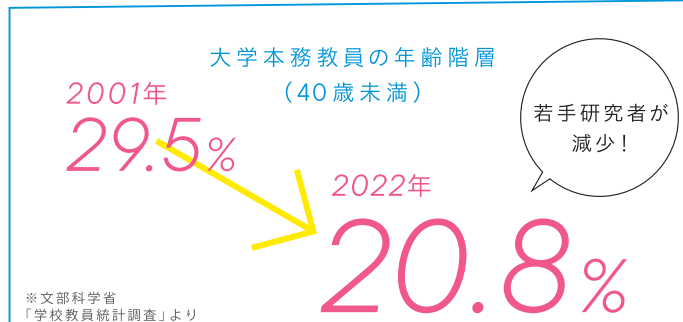 大学本務教員の年齢階層
（40歳未満）
2001年
29.5%
若手研究者が
減少！
2022年
20.8%
※文部科学省
「学校教員統計調査」より